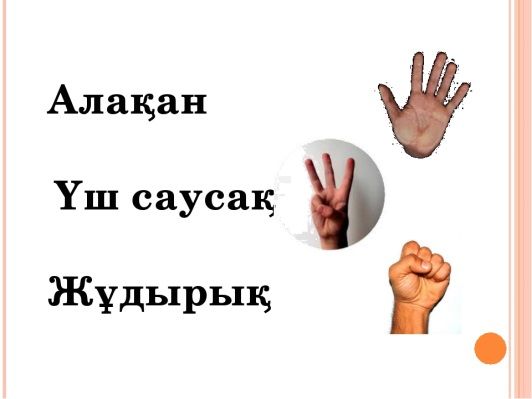 Алақан
Үш саусақ
Жұдырық